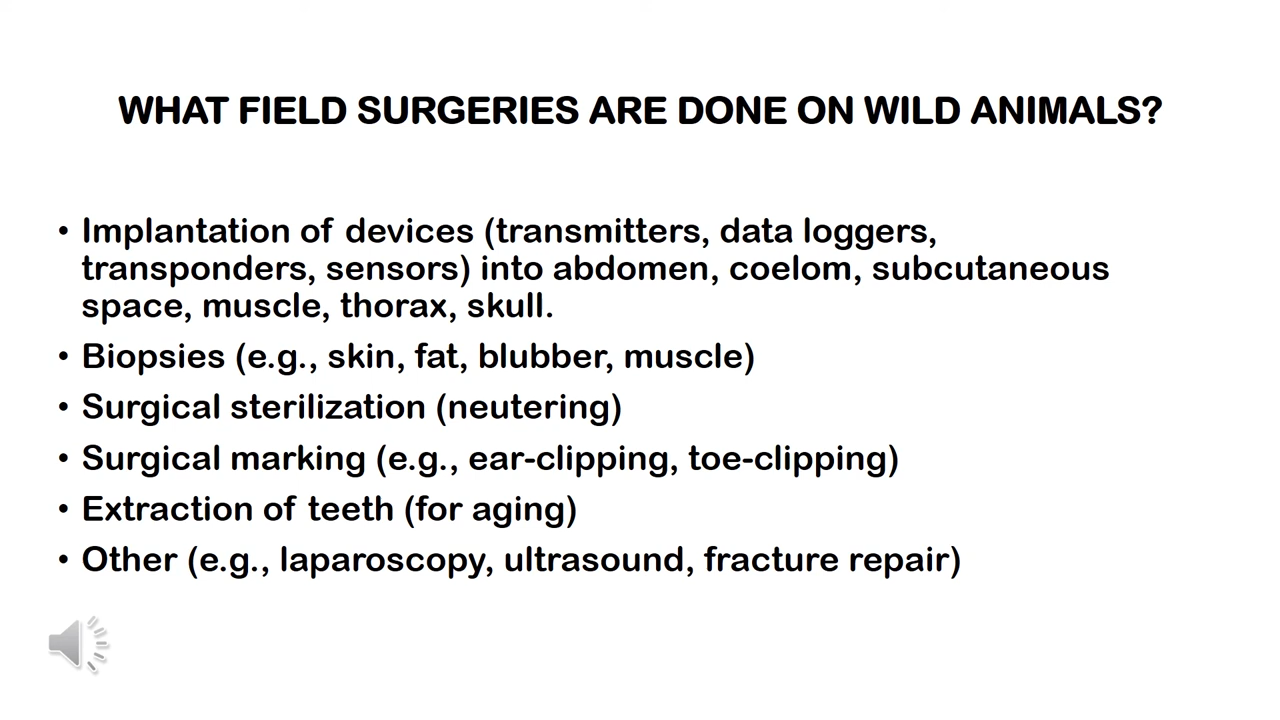 WHAT FIELD SURGERIES ARE DONE ON WILD ANIMALS?
• Implantation of devices (transmitters, data loggers,
transponders, sensors) into abdomen, coelom, subcutaneous
space, muscle, thorax, skull.
• Biopsies (e.g., skin, fat, blubber, muscle)
• Surgical sterilization (neutering)
• Surgical marking (e.g., ear-clipping, toe-clipping)
• Extraction of teeth (for aging)
• Other (e.g., laparoscopy, ultrasound, fracture repair)